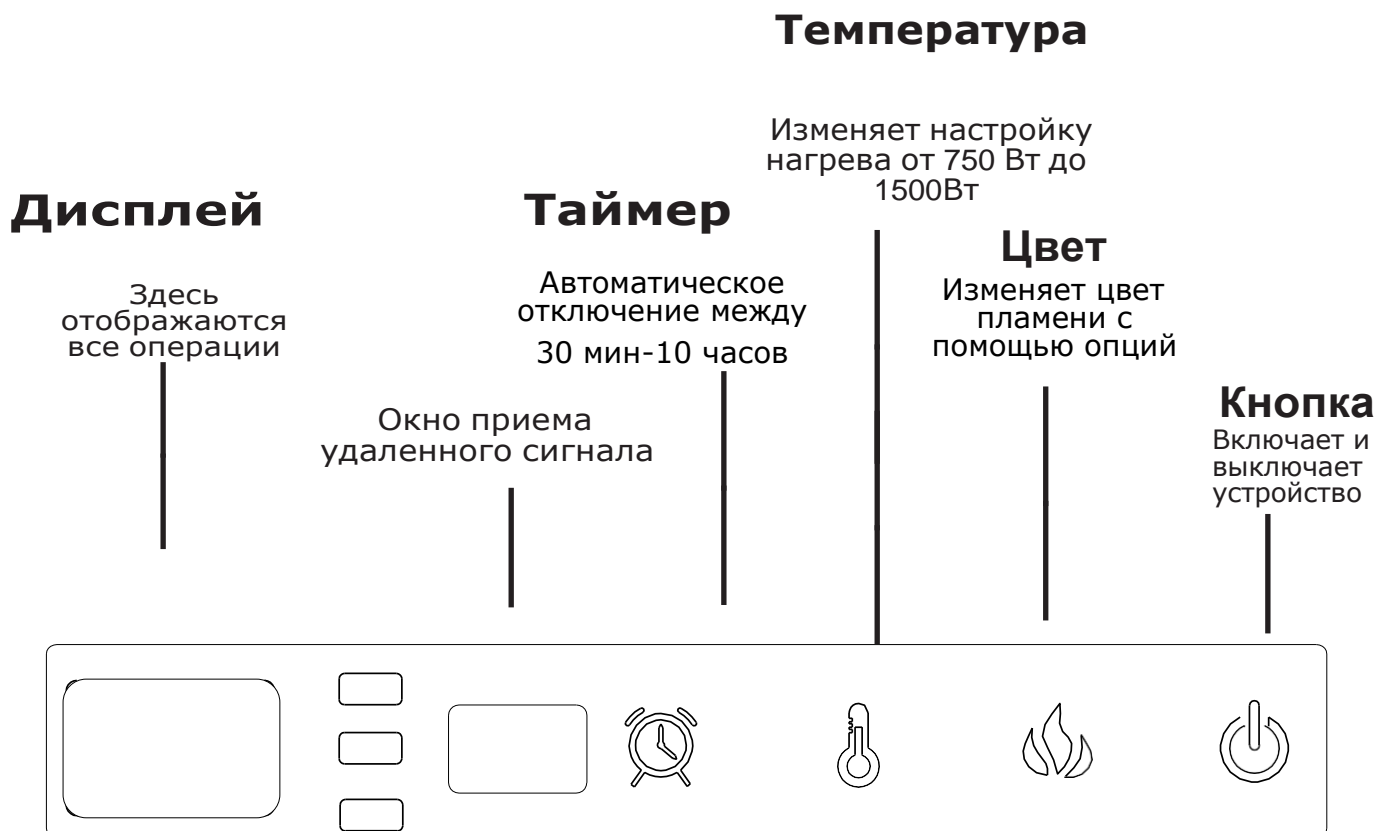 Температура
Изменяет настройку
нагрева от 750 Вт до
1500Вт
Дисплей
Здесь
отображаются
все операции
Таймер
Автоматическое
отключение между
30 мин-10 часов
Окно приема
удаленного сигнала
Цвет
Изменяет цвет
пламени с
помощью опций
Кнопка
Включает и
выключает
устройство